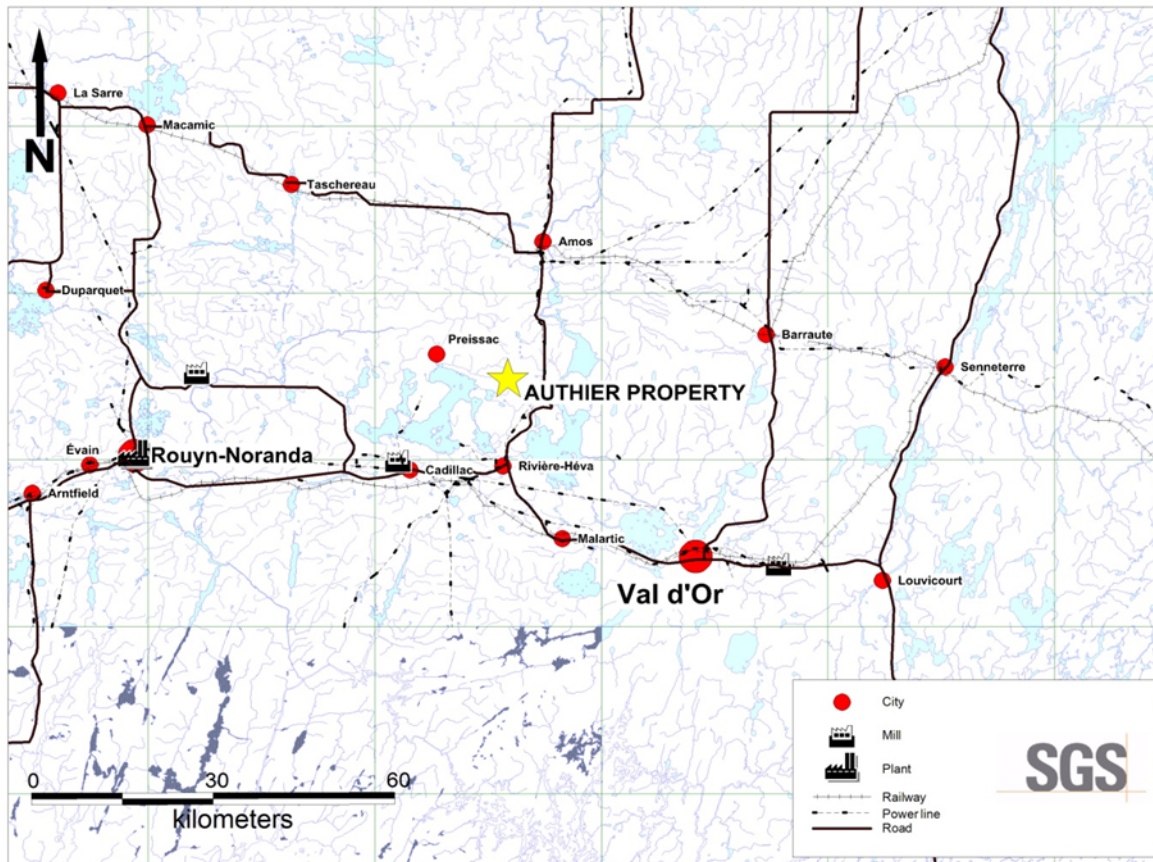 La Sarre
Macamic
N
Taschereau
Amos
Duparquet
Preissac
Barraute
Senneterre
AUTHIER PROPERTY
Évain
Rouyn-Noranda
Cadillac
Rivière-Héva
Arntfield
Malartic
Val d'Or
Louvicourt
City
Mill
Plant
Railway
Power line
Road
SGS
0 30 60
kilometers